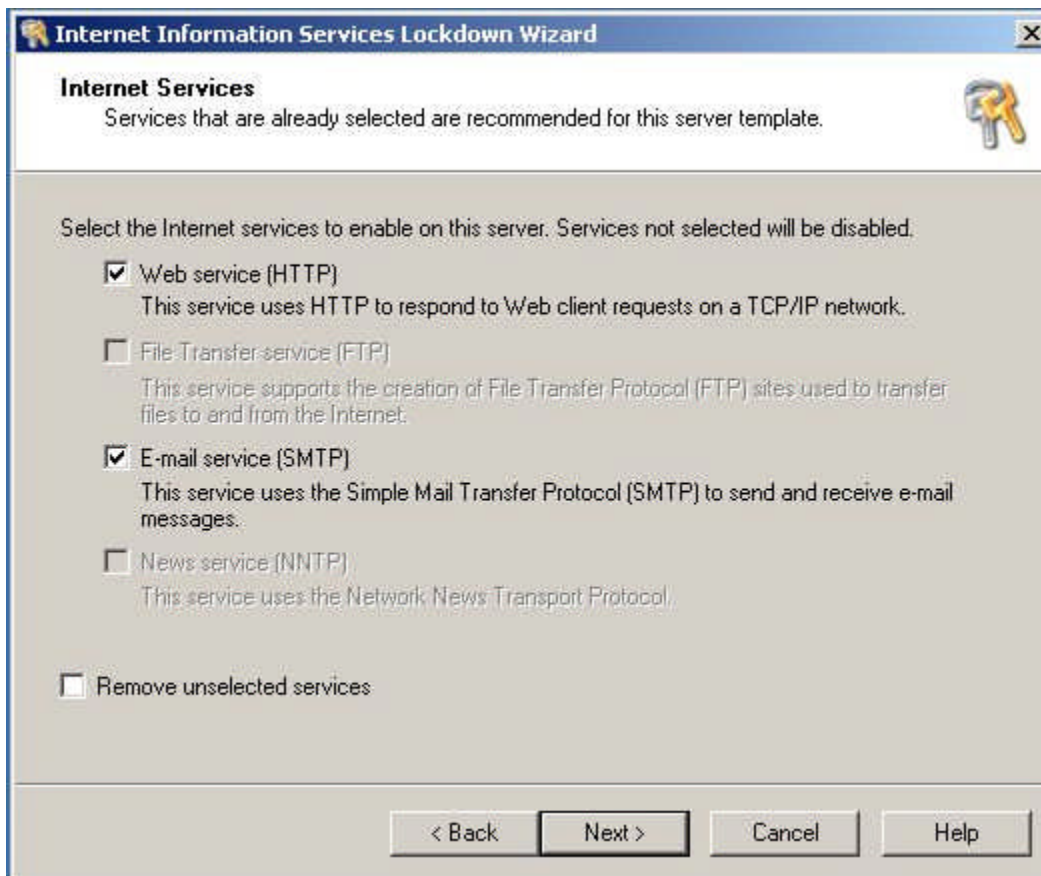 Internet Information Services Lockdown Wizard
Internet Services
Services that are already selected are recommended for this server template.
Select the Internet services to enable on this server. Services not selected will be disabled.
Web service (HTTP)
This service uses HTTP to respond to Web client requests on a TCP/IP network.
File Transfer service (FTP)
This service supports the creation of File Transfer Protocol (FTP) sites used to transfer
files to and from the Internet.
E-mail service (SMTP)
This service uses the Simple Mail Transfer Protocol (SMTP) to send and receive e-mail
messages.
News service (NNTP)
This service uses the Network News Transport Protocol.
Remove unselected services
< Back
Next >
Cancel
Help